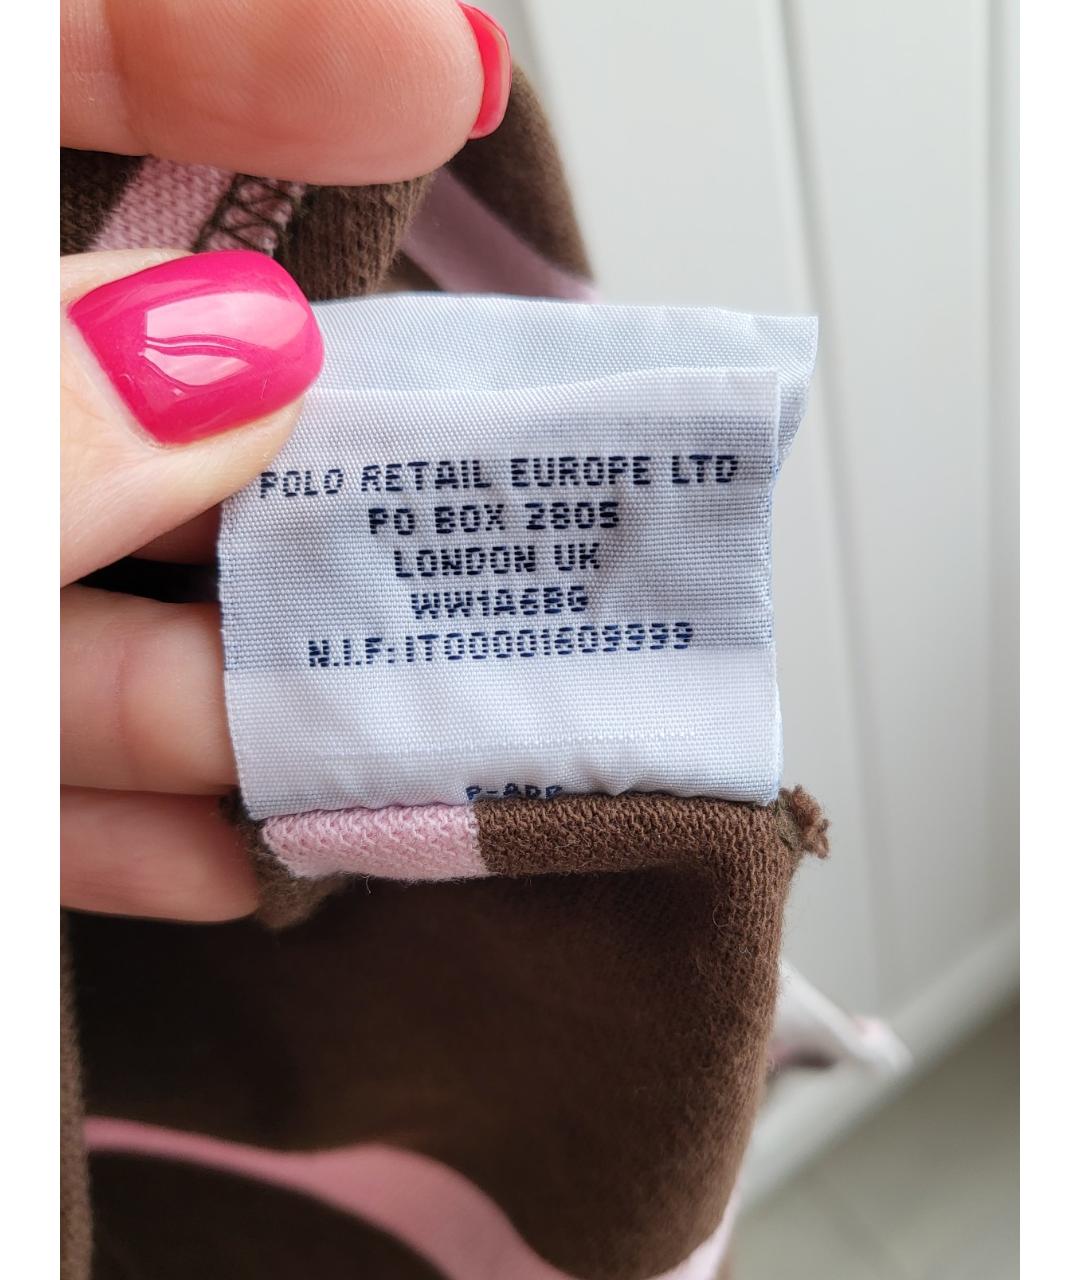 POLO RETAIL EUROPE LTD
PO BOX 2805
LONDON UK
WW1A6BG
N.I.F:IT00001609999